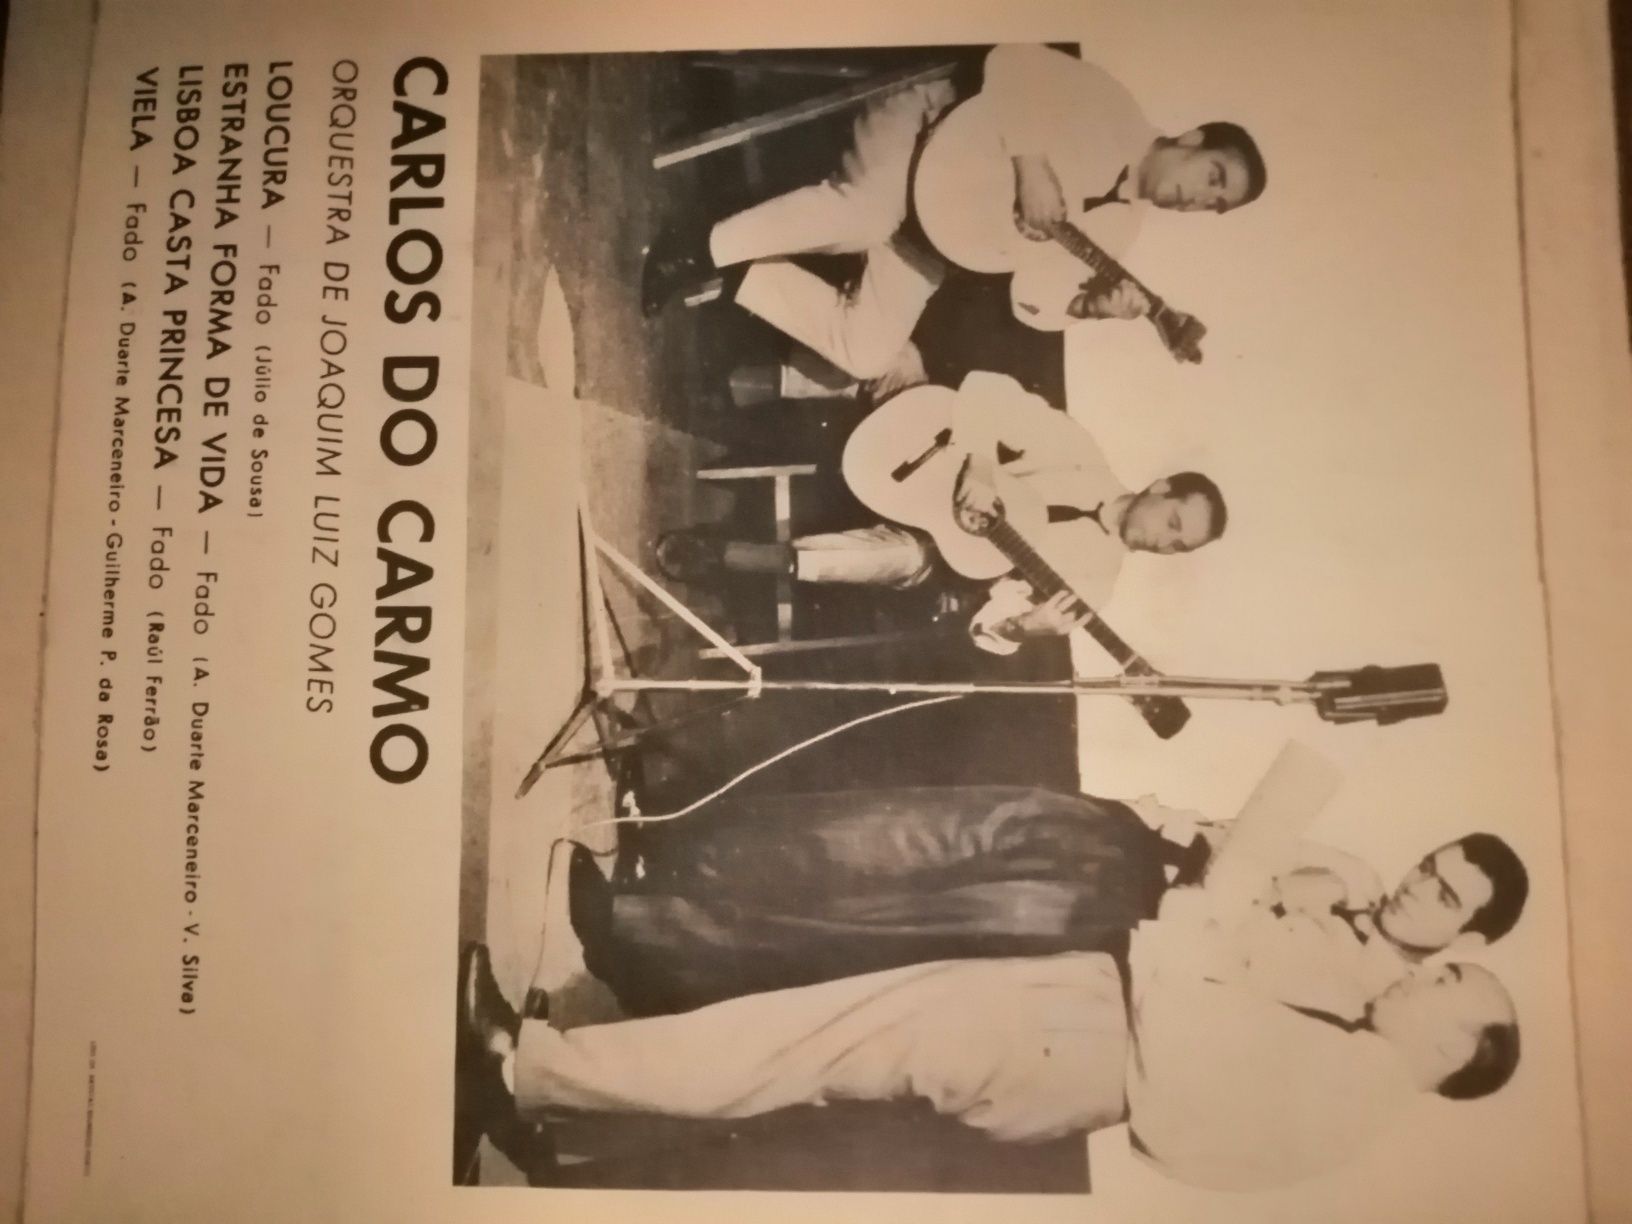 CARLOS DO CARMO
ORQUESTRA DE JOAQUIM LUIZ GOMES
LOUCURA — Fado (Júlio de Sousa)
ESTRANHA FORMA DE VIDA — Fado (A. Duarte Marceneiro - V. Silva)
LISBOA CASTA PRINCESA — Fado (Raúl Ferrão)
VIELA — Fado (A. Duarte Marceneiro - Guilherme P. da Rosa)